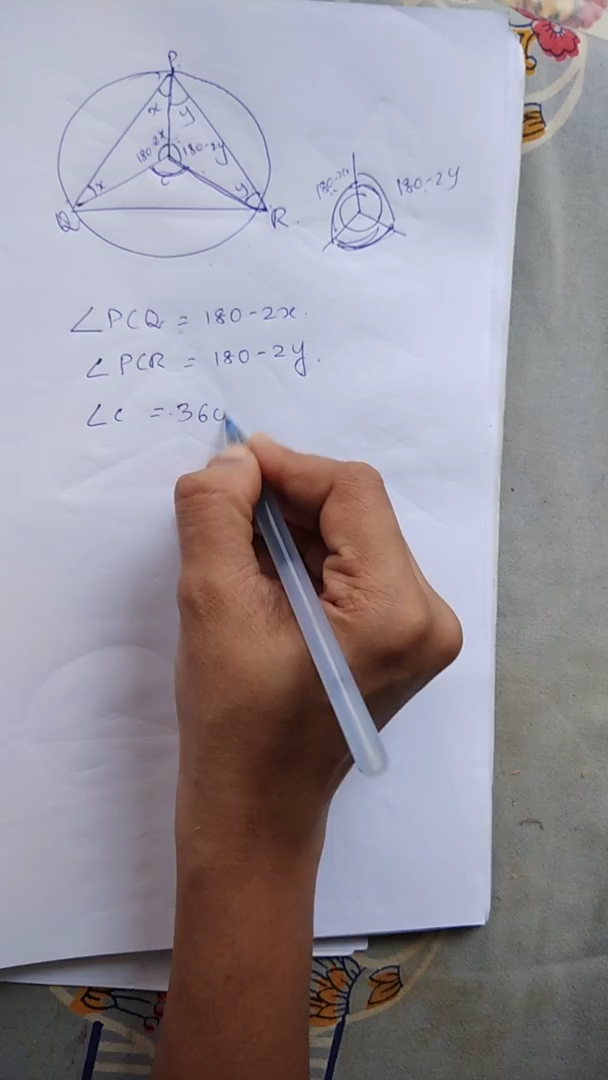 P.
x y
180-2x 180-2y
x C y
Q R.
180-2x 180-2y
∠PCQ = 180-2x.
∠PCR = 180-2y.
∠C = 360